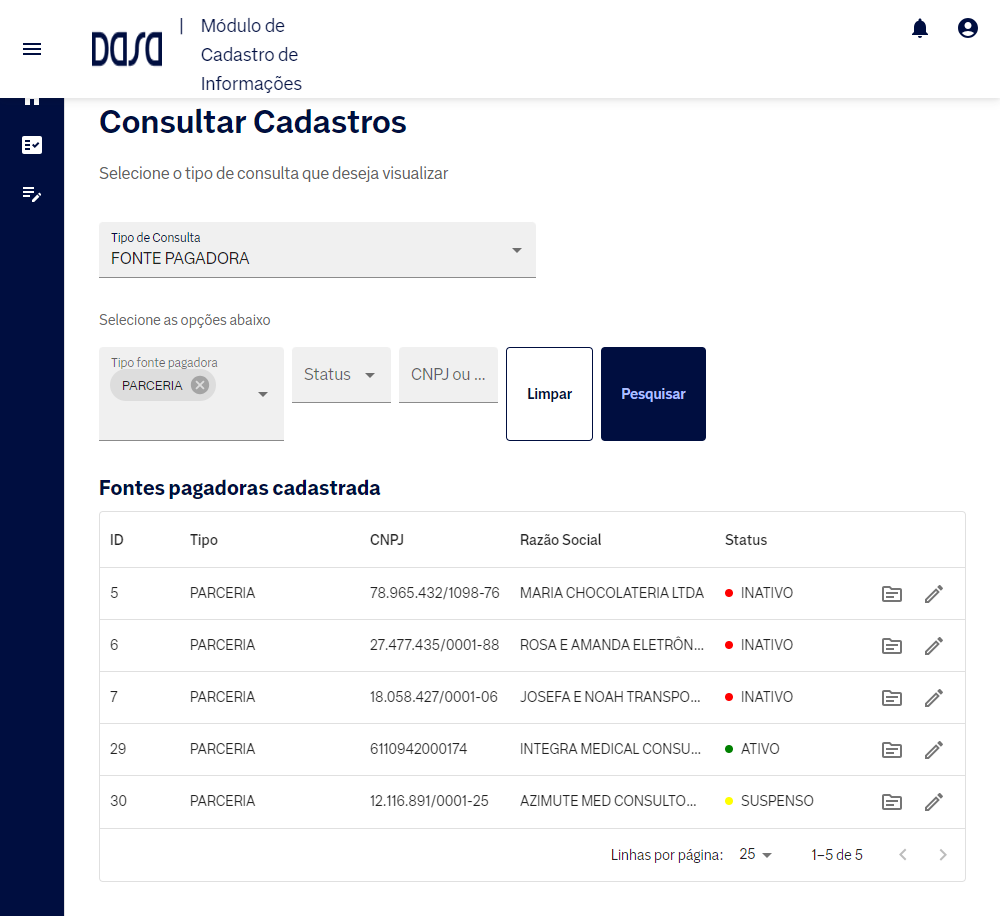 dasa | Módulo de
Cadastro de
Informações
Consultar Cadastros
Selecione o tipo de consulta que deseja visualizar
Tipo de Consulta
FONTE PAGADORA
Selecione as opções abaixo
Tipo fonte pagadora
PARCERIA
Status
CNPJ ou ...
Limpar
Pesquisar
Fontes pagadoras cadastrada
ID Tipo CNPJ Razão Social Status
5 PARCERIA 78.965.432/1098-76 MARIA CHOCOLATERIA LTDA INATIVO
6 PARCERIA 27.477.435/0001-88 ROSA E AMANDA ELETRÔN... INATIVO
7 PARCERIA 18.058.427/0001-06 JOSEFA E NOAH TRANSPO... INATIVO
29 PARCERIA 6110942000174 INTEGRA MEDICAL CONSU... ATIVO
30 PARCERIA 12.116.891/0001-25 AZIMUTE MED CONSULTO... SUSPENSO
Linhas por página: 25 1–5 de 5